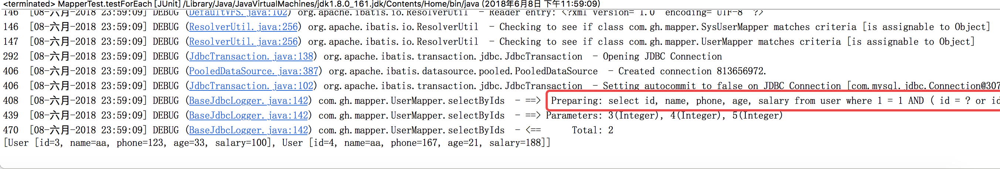 <terminated> MapperTest.testForEach [JUnit] /Library/Java/JavaVirtualMachines/jdk1.8.0_161.jdk/Contents/Home/bin/java (2018年6月8日 下午11:59:09)
146 [08-六月-2018 23:59:09] DEBUG (DefaultVFS.java:102) org.apache.ibatis.io.ResolverUtil - Reader entry: <?xml version="1.0" encoding="UTF-8" ?>
146 [08-六月-2018 23:59:09] DEBUG (ResolverUtil.java:256) org.apache.ibatis.io.ResolverUtil - Checking to see if class com.gh.mapper.SysUserMapper matches criteria [is assignable to Object]
147 [08-六月-2018 23:59:09] DEBUG (ResolverUtil.java:256) org.apache.ibatis.io.ResolverUtil - Checking to see if class com.gh.mapper.UserMapper matches criteria [is assignable to Object]
292 [08-六月-2018 23:59:09] DEBUG (JdbcTransaction.java:138) org.apache.ibatis.transaction.jdbc.JdbcTransaction - Opening JDBC Connection
406 [08-六月-2018 23:59:09] DEBUG (PooledDataSource.java:387) org.apache.ibatis.datasource.pooled.PooledDataSource - Created connection 813656972.
406 [08-六月-2018 23:59:09] DEBUG (JdbcTransaction.java:102) org.apache.ibatis.transaction.jdbc.JdbcTransaction - Setting autocommit to false on JDBC Connection [com.mysql.jdbc.Connection@307
408 [08-六月-2018 23:59:09] DEBUG (BaseJdbcLogger.java:142) com.gh.mapper.UserMapper.selectByIds - ==> Preparing: select id, name, phone, age, salary from user where 1 = 1 AND ( id = ? or id
439 [08-六月-2018 23:59:09] DEBUG (BaseJdbcLogger.java:142) com.gh.mapper.UserMapper.selectByIds - ==> Parameters: 3(Integer), 4(Integer), 5(Integer)
470 [08-六月-2018 23:59:09] DEBUG (BaseJdbcLogger.java:142) com.gh.mapper.UserMapper.selectByIds - <== Total: 2
[User [id=3, name=aa, phone=123, age=33, salary=100], User [id=4, name=aa, phone=167, age=21, salary=188]]